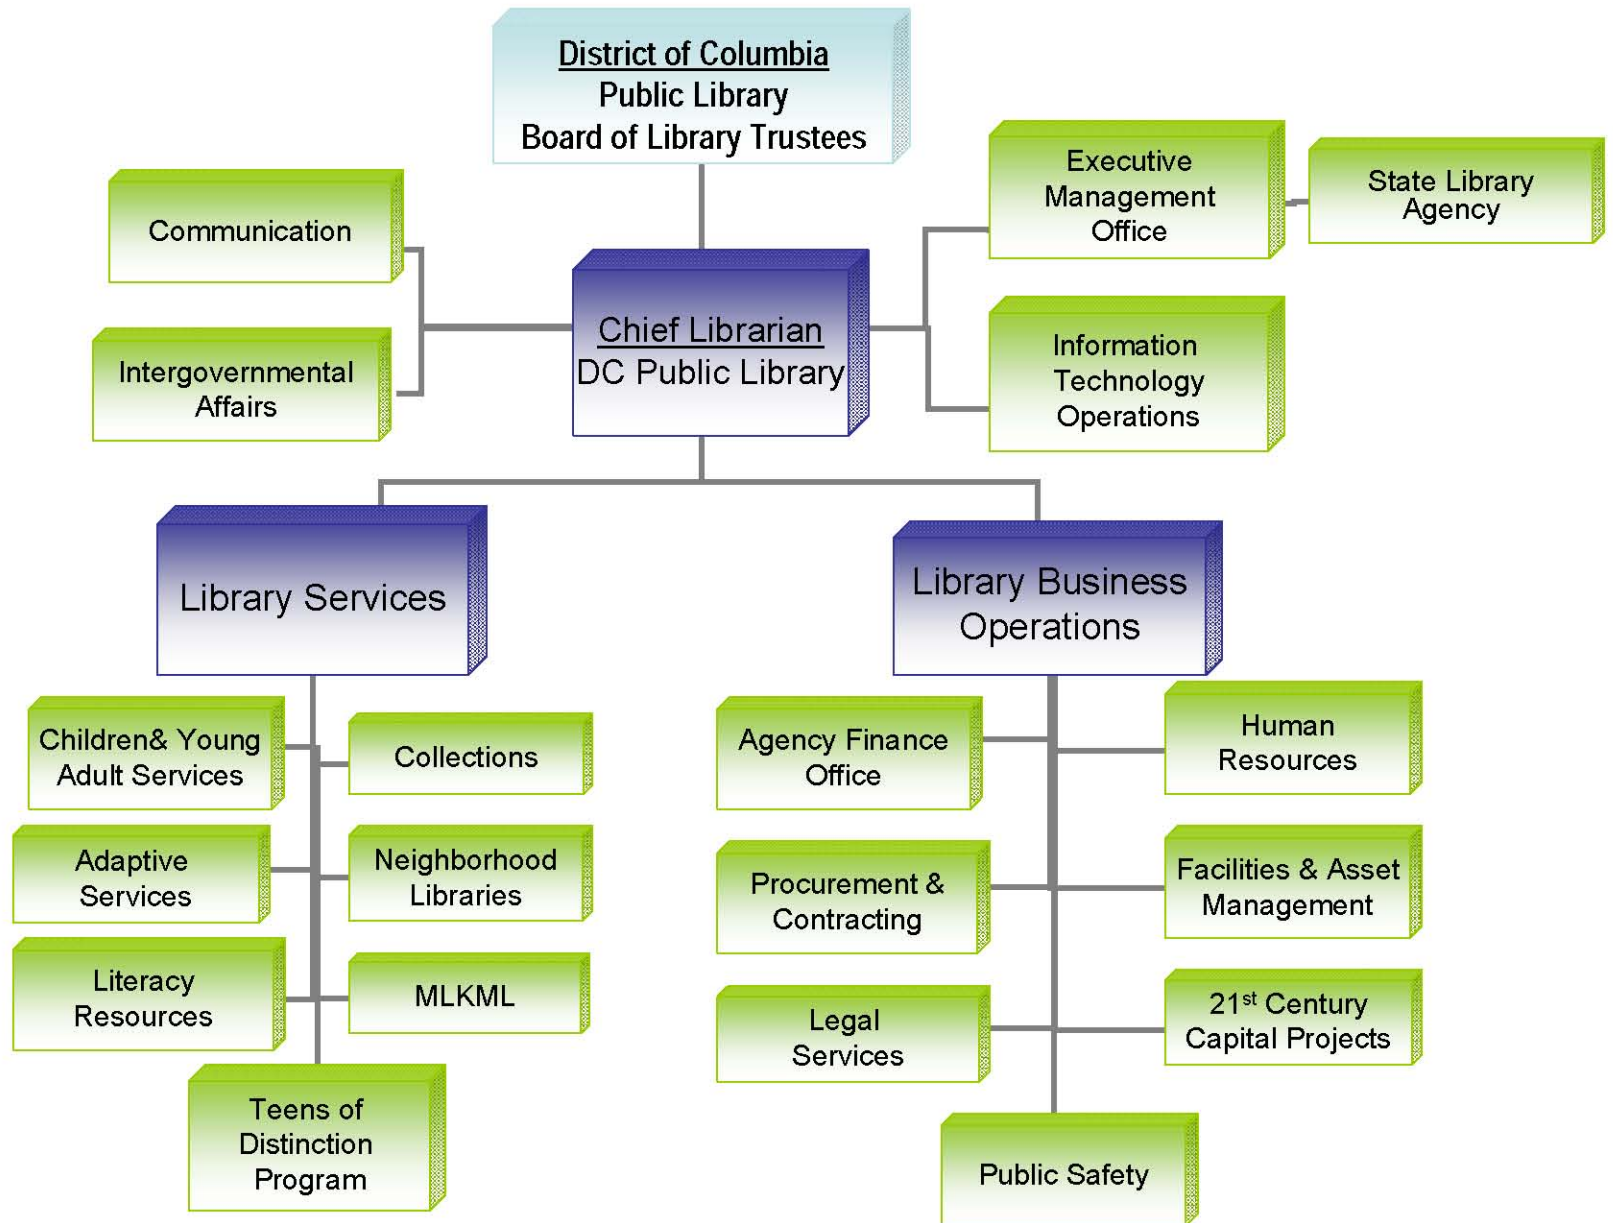 District of Columbia
Public Library
Board of Library Trustees
Communication
Executive
Management
Office
State Library
Agency
Intergovernmental
Affairs
Chief Librarian
DC Public Library
Information
Technology
Operations
Library Services
Library Business
Operations
Children& Young
Adult Services
Collections
Adaptive
Services
Neighborhood
Libraries
Literacy
Resources
MLKML
Teens of
Distinction
Program
Agency Finance
Office
Human
Resources
Procurement &
Contracting
Facilities & Asset
Management
Legal
Services
21st Century
Capital Projects
Public Safety